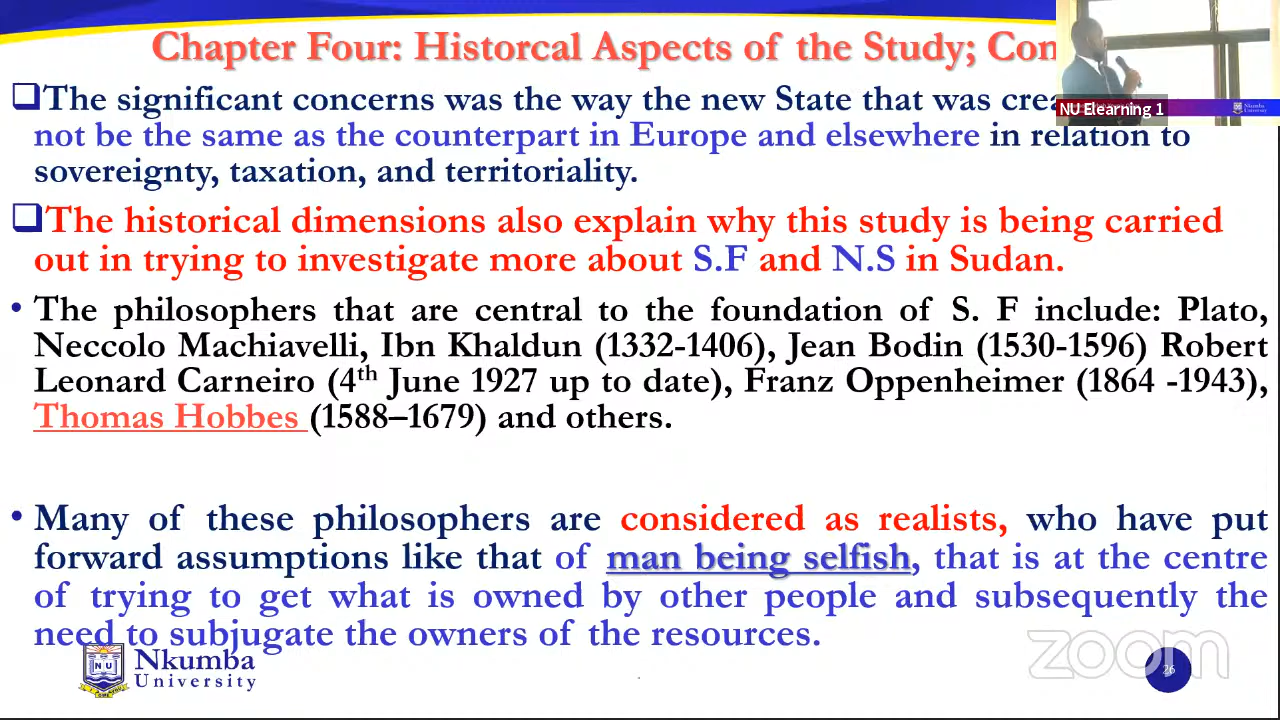 Chapter Four: Historcal Aspects of the Study; Con
❑The significant concerns was the way the new State that was
not be the same as the counterpart in Europe and elsewhere in relation to
sovereignty, taxation, and territoriality.
❑The historical dimensions also explain why this study is being carried
out in trying to investigate more about S.F and N.S in Sudan.
• The philosophers that are central to the foundation of S. F include: Plato,
Neccolo Machiavelli, Ibn Khaldun (1332-1406), Jean Bodin (1530-1596) Robert
Leonard Carneiro (4th June 1927 up to date), Franz Oppenheimer (1864 -1943),
Thomas Hobbes (1588–1679) and others.
• Many of these philosophers are considered as realists, who have put
forward assumptions like that of man being selfish, that is at the centre
of trying to get what is owned by other people and subsequently the
need to subjugate the owners of the resources.
NU Elearning 1
Nkumba University
NU
Nkumba
University
zoom
26